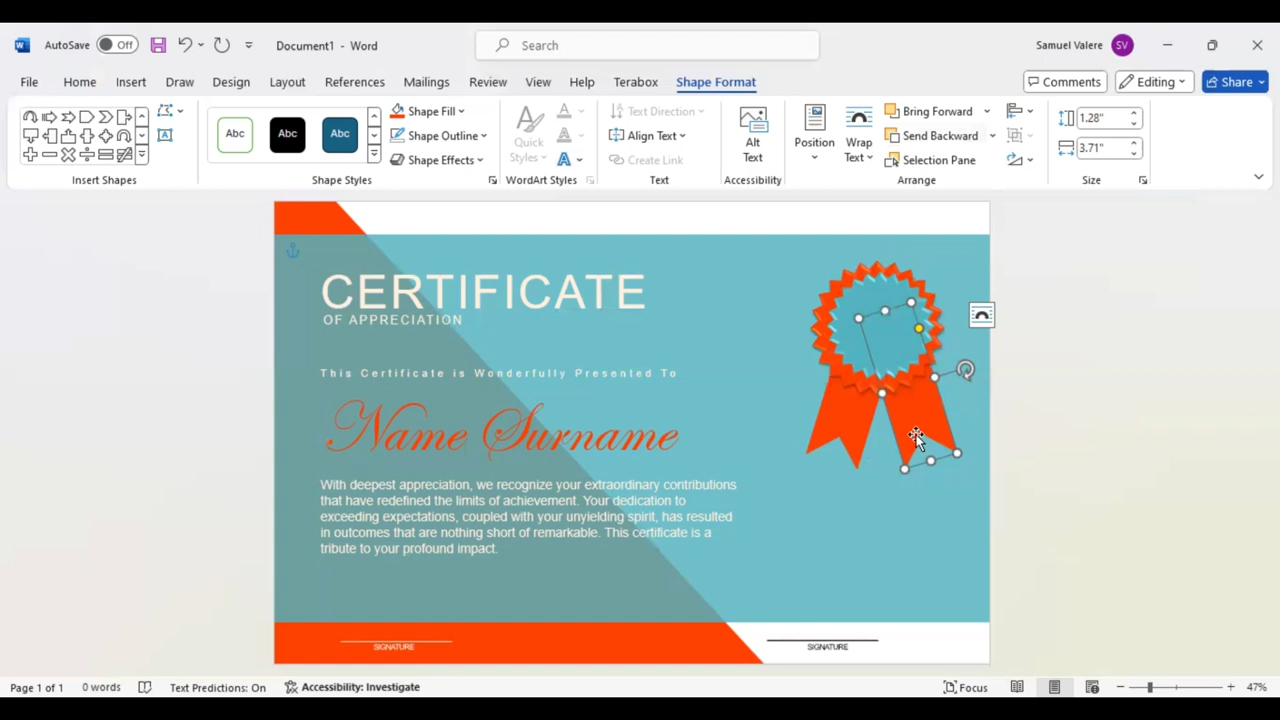 AutoSave Off Document1 - Word Search Samuel Valere SV
File Home Insert Draw Design Layout References Mailings Review View Help Terabox Shape Format Comments Editing Share
Abc Abc Abc
Shape Fill
Shape Outline
Shape Effects
Quick Styles
Text Direction
Align Text
Create Link
Alt Text
Position
Wrap Text
Bring Forward
Send Backward
Selection Pane
1.28"
3.71"
Insert Shapes Shape Styles WordArt Styles Text Accessibility Arrange Size
CERTIFICATE
OF APPRECIATION
This Certificate is Wonderfully Presented To
Name Surname
With deepest appreciation, we recognize your extraordinary contributions
that have redefined the limits of achievement. Your dedication to
exceeding expectations, coupled with your unyielding spirit, has resulted
in outcomes that are nothing short of remarkable. This certificate is a
tribute to your profound impact.
SIGNATURE SIGNATURE
Page 1 of 1 0 words Text Predictions: On Accessibility: Investigate Focus 47%